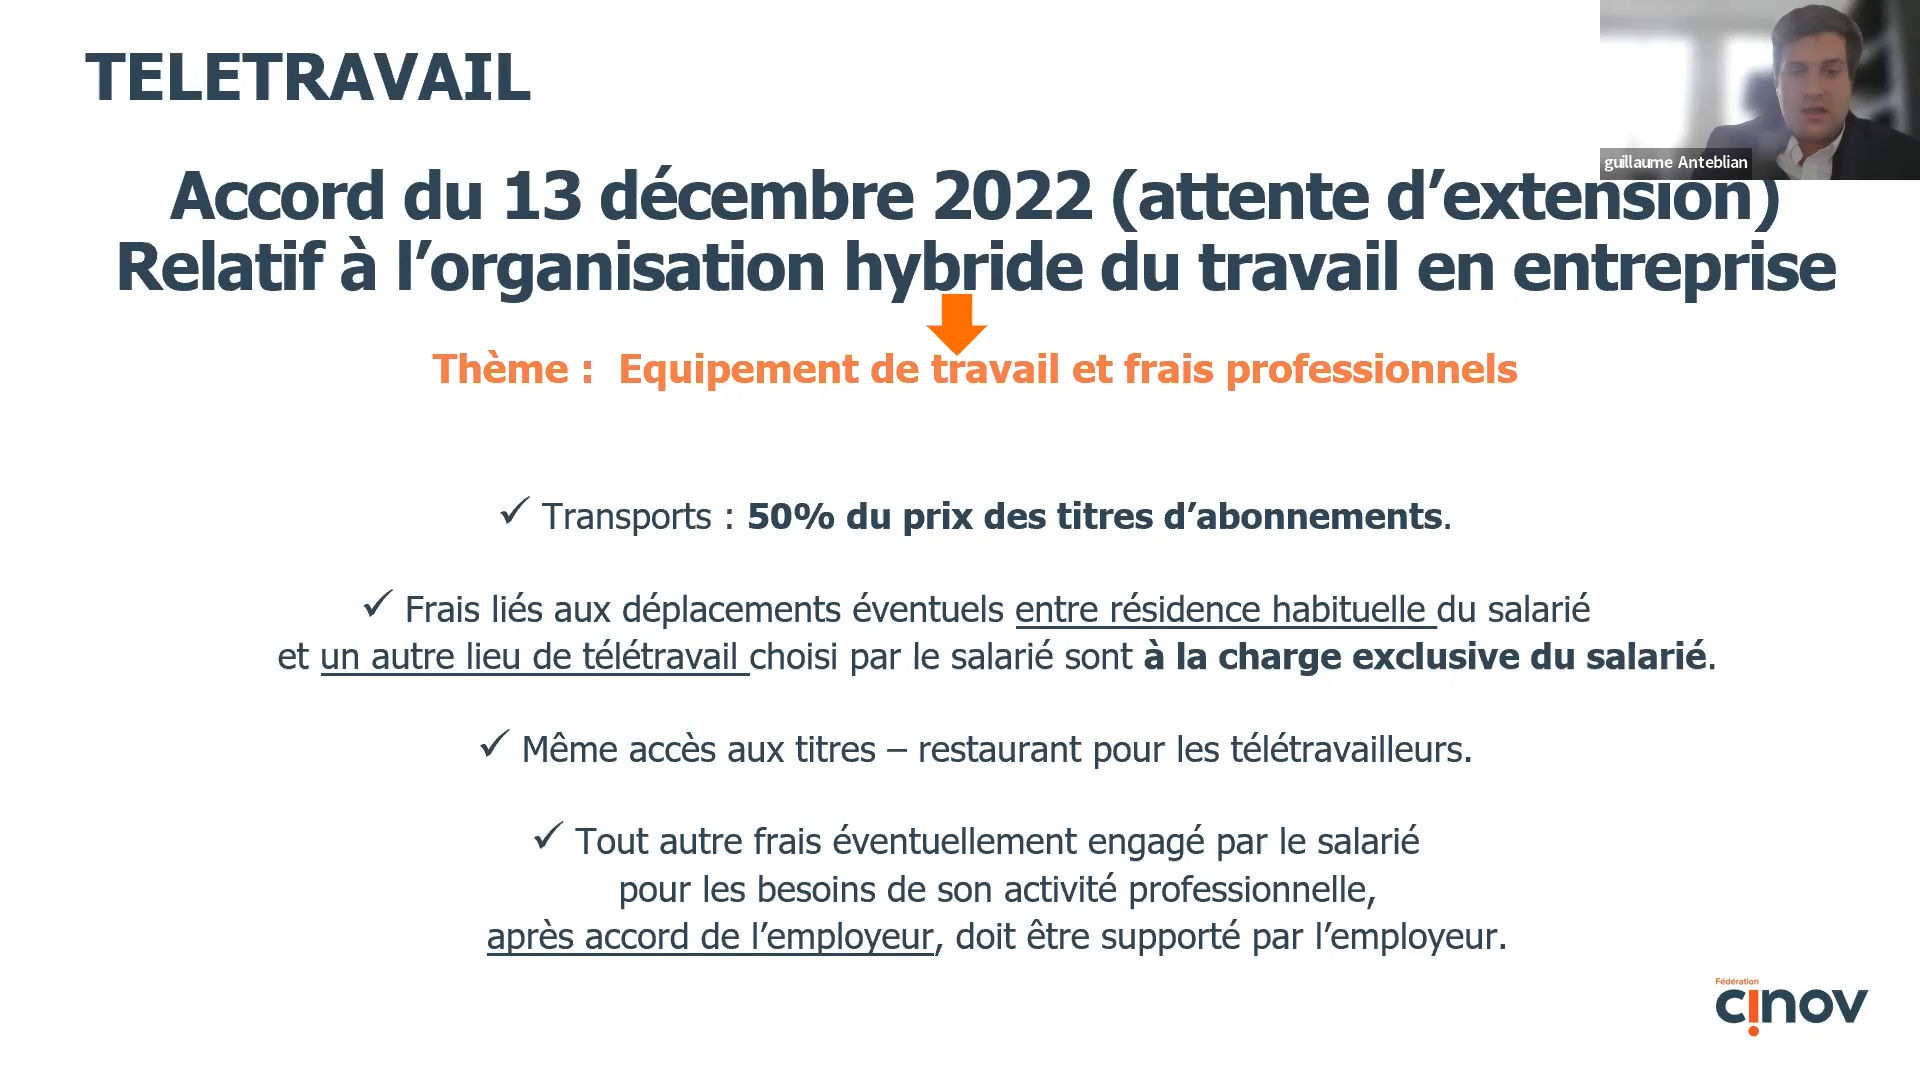 TELETRAVAIL
guillaume Anteblian
Accord du 13 décembre 2022 (attente d’extension)
Relatif à l’organisation hybride du travail en entreprise
Thème :  Equipement de travail et frais professionnels
✓ Transports : 50% du prix des titres d’abonnements.
✓ Frais liés aux déplacements éventuels entre résidence habituelle du salarié
et un autre lieu de télétravail choisi par le salarié sont à la charge exclusive du salarié.
✓ Même accès aux titres – restaurant pour les télétravailleurs.
✓ Tout autre frais éventuellement engagé par le salarié
pour les besoins de son activité professionnelle,
après accord de l’employeur, doit être supporté par l’employeur.
Fédération
cinov